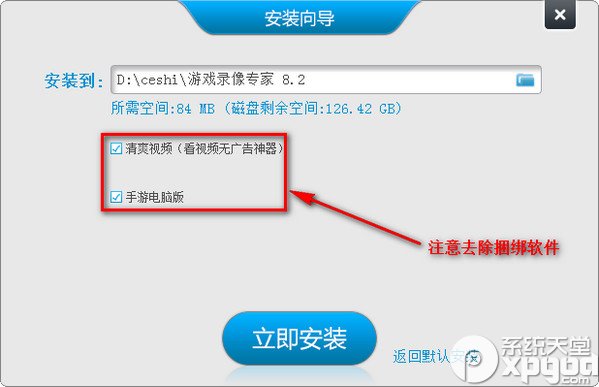 安装向导
安装到:
D:\ceshi\游戏录像专家 8.2
所需空间:84 MB (磁盘剩余空间:126.42 GB)
清爽视频（看视频无广告神器）
手游电脑版
注意去除捆绑软件
立即安装
返回默认安装
系统天堂